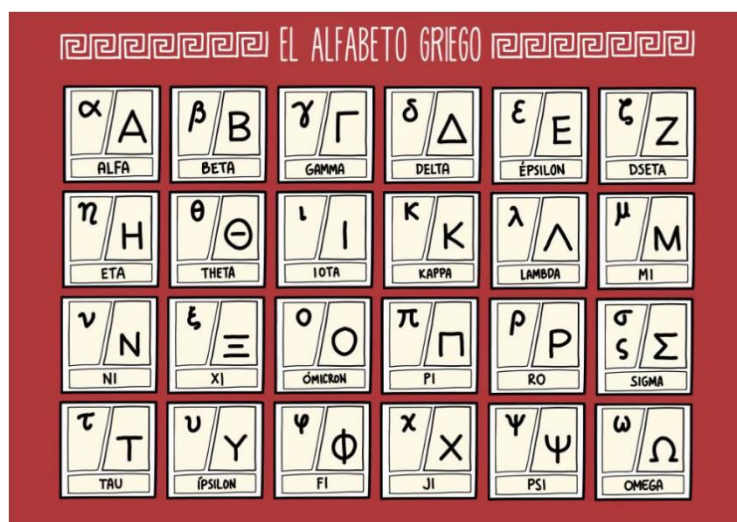 EL ALFABETO GRIEGO
α Α β Β γ Γ δ Δ ε Ε ζ Ζ
ALFA BETA GAMMA DELTA ÉPSILON DSETA
η Η θ Θ ι Ι κ Κ λ Λ μ Μ
ETA THETA IOTA KAPPA LAMBDA MI
ν Ν ξ Ξ ο Ο π Π ρ Ρ σ ς Σ
NI XI ÓMICRON PI RO SIGMA
τ Τ υ Υ φ Φ χ Χ ψ Ψ ω Ω
TAU ÍPSILON FI JI PSI OMEGA